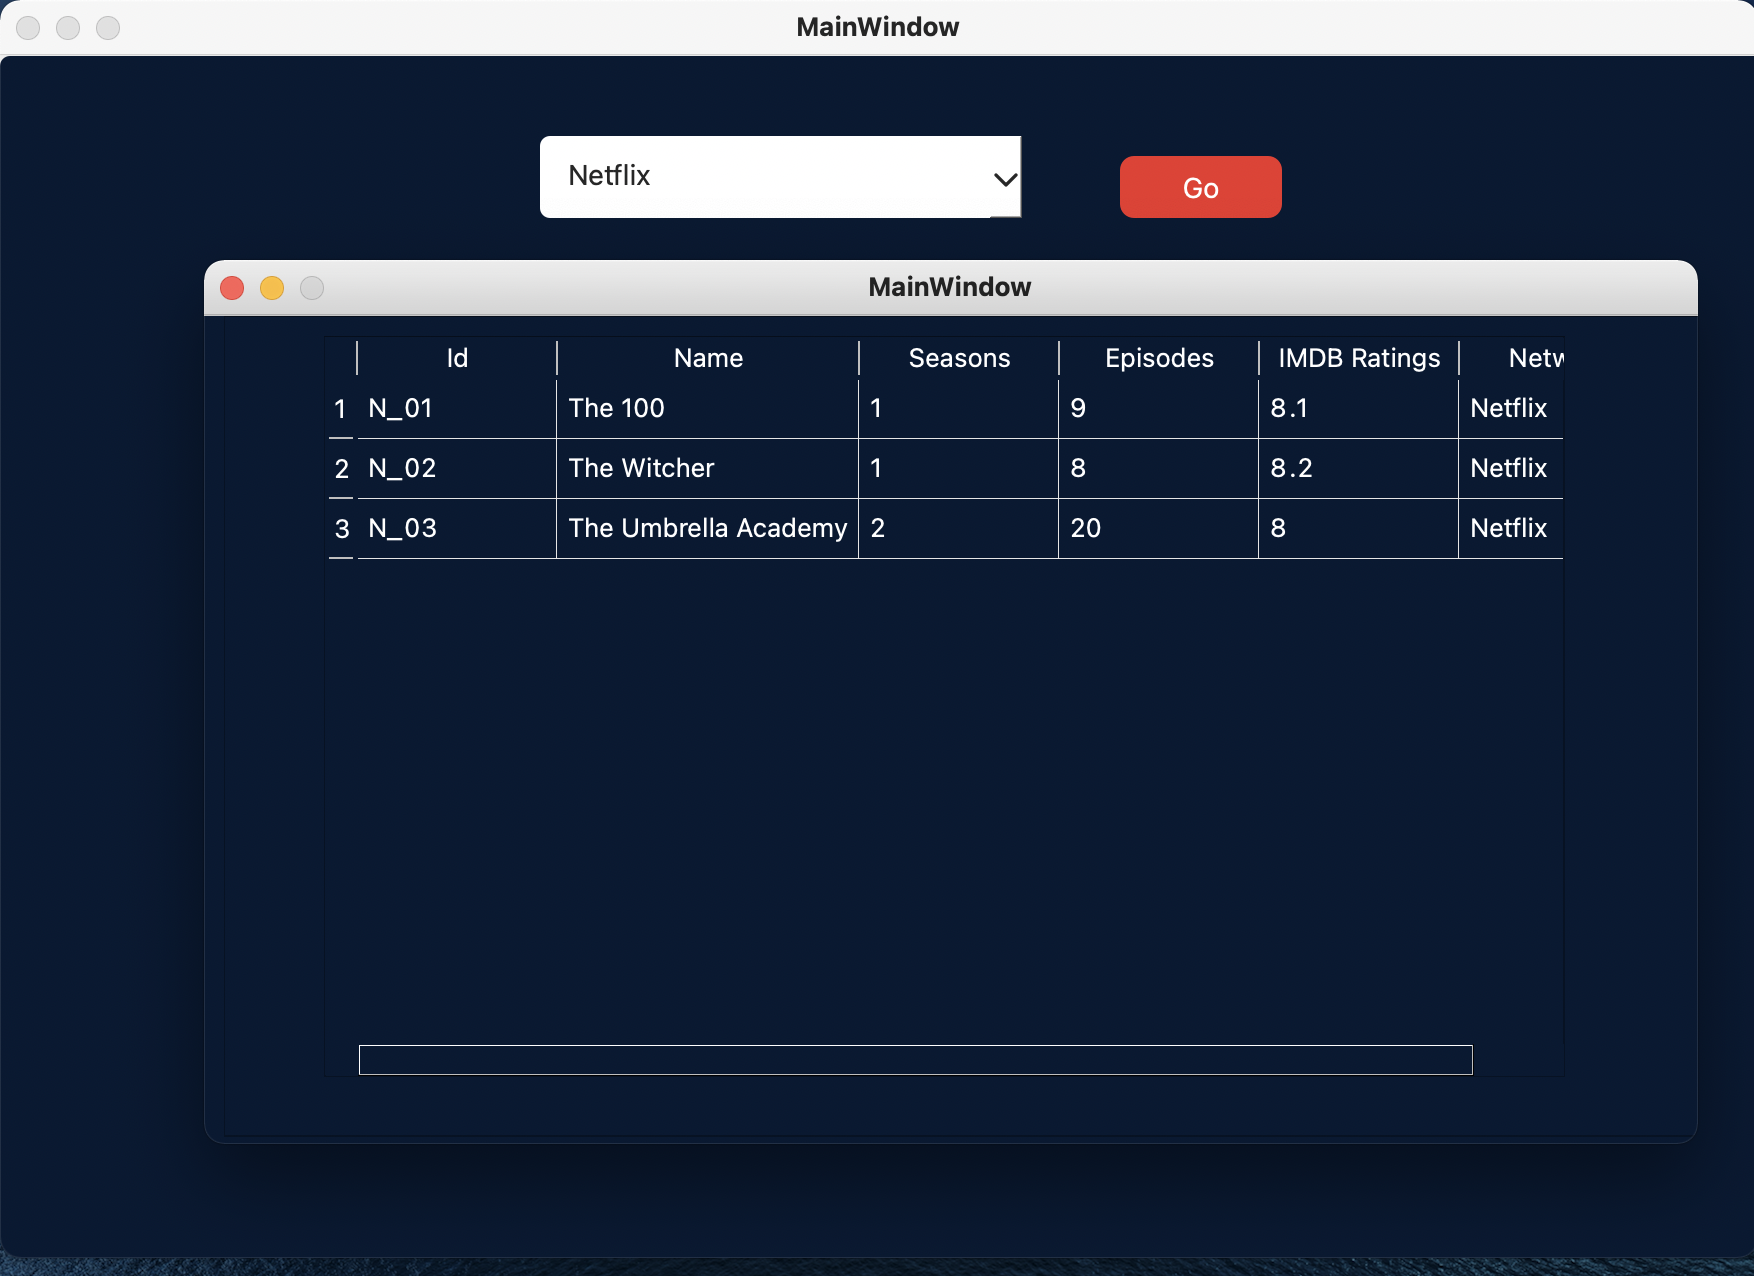 MainWindow
Netflix
Go
MainWindow
Id Name Seasons Episodes IMDB Ratings Netw
1 N_01 The 100 1 9 8.1 Netflix
2 N_02 The Witcher 1 8 8.2 Netflix
3 N_03 The Umbrella Academy 2 20 8 Netflix